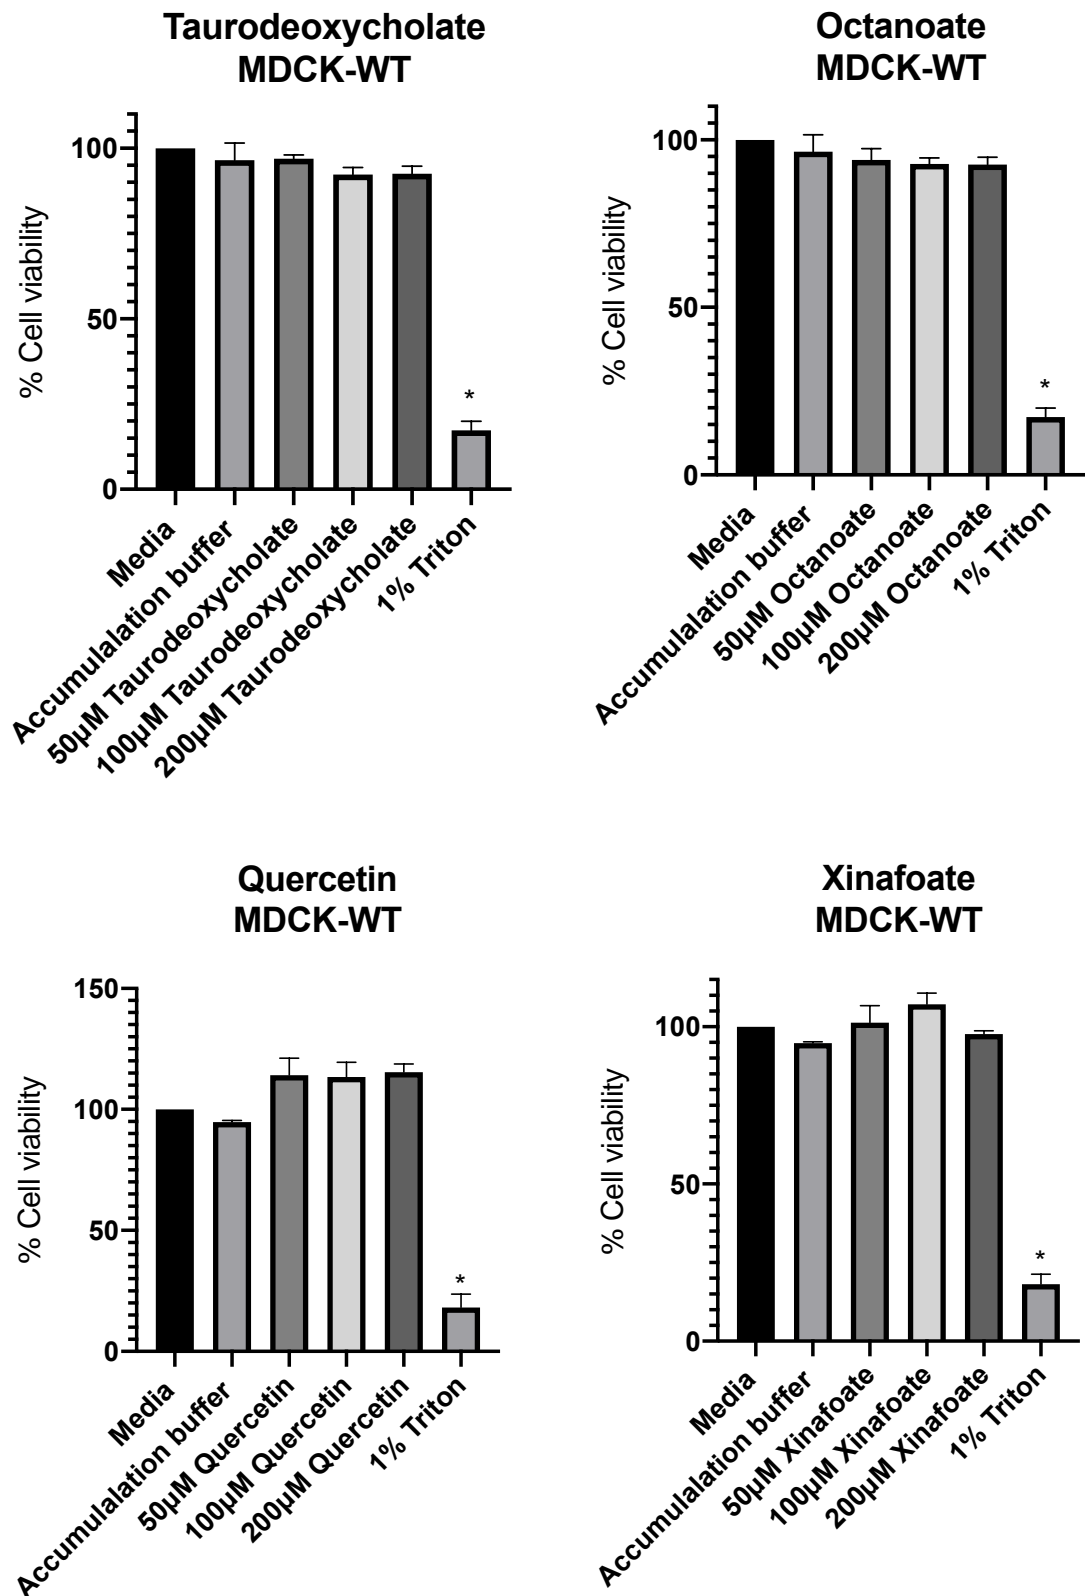 Taurodeoxycholate
MDCK-WT
% Cell viability
100
50
0
*
Media
Accumulalation buffer
50µM Taurodeoxycholate
100µM Taurodeoxycholate
200µM Taurodeoxycholate
1% Triton
Octanoate
MDCK-WT
% Cell viability
100
50
0
*
Media
Accumulalation buffer
50µM Octanoate
100µM Octanoate
200µM Octanoate
1% Triton
Quercetin
MDCK-WT
% Cell viability
150
100
50
0
*
Media
Accumulalation buffer
50µM Quercetin
100µM Quercetin
200µM Quercetin
1% Triton
Xinafoate
MDCK-WT
% Cell viability
100
50
0
*
Media
Accumulalation buffer
50µM Xinafoate
100µM Xinafoate
200µM Xinafoate
1% Triton